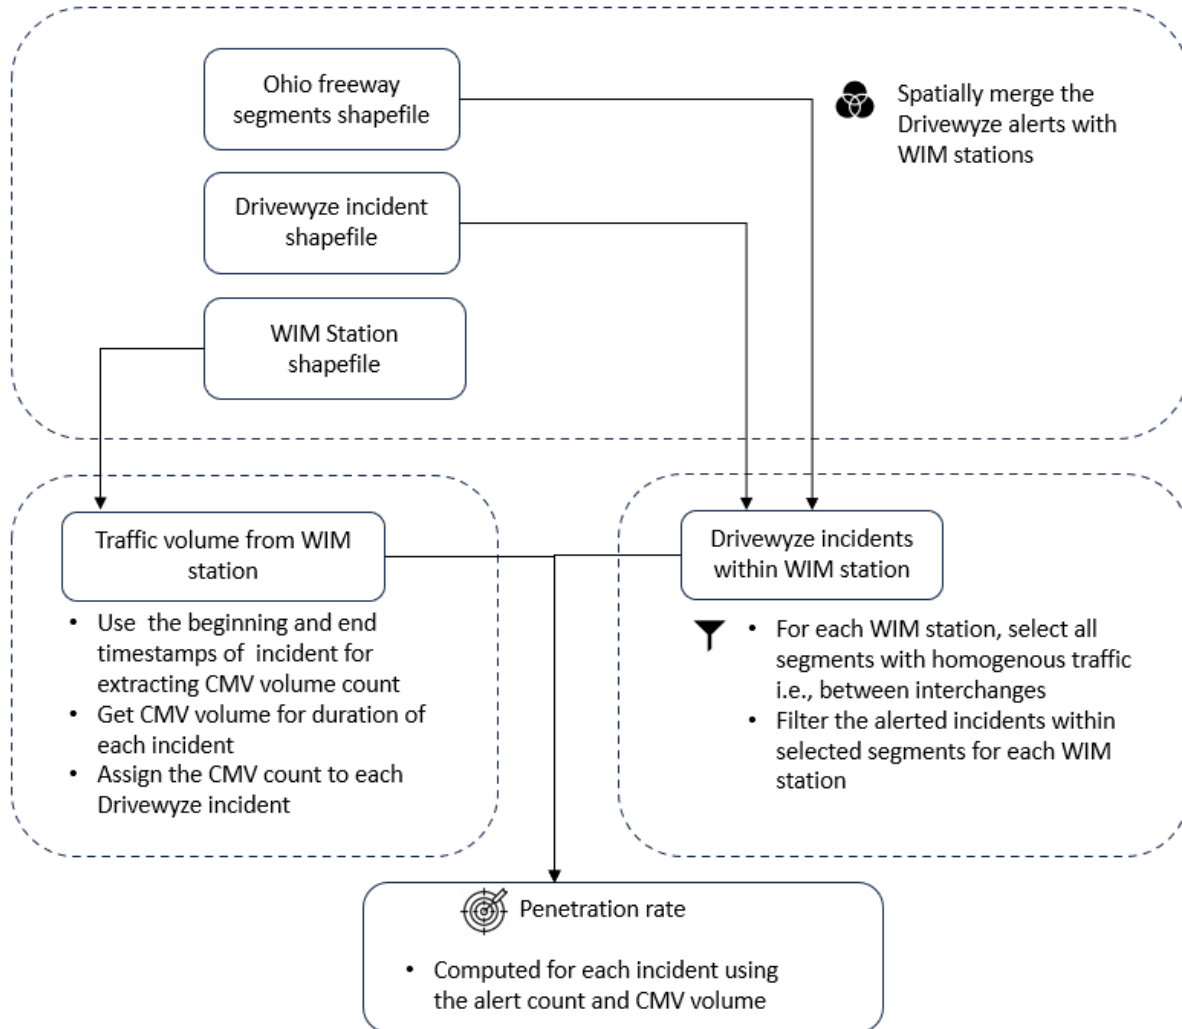 Ohio freeway
segments shapefile
Spatially merge the
Drivewyze alerts with
WIM stations
Drivewyze incident
shapefile
WIM Station
shapefile
Traffic volume from WIM
station
• Use the beginning and end
timestamps of incident for
extracting CMV volume count
• Get CMV volume for duration of
each incident
• Assign the CMV count to each
Drivewyze incident
Drivewyze incidents
within WIM station
• For each WIM station, select all
segments with homogenous traffic
i.e., between interchanges
• Filter the alerted incidents within
selected segments for each WIM
station
Penetration rate
• Computed for each incident using
the alert count and CMV volume